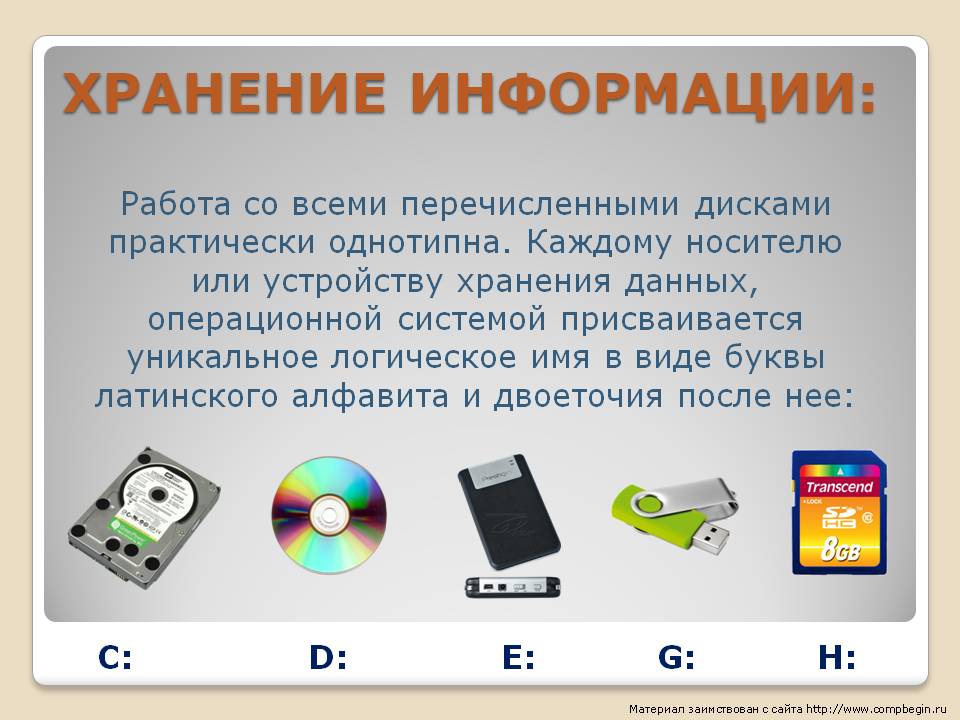 ХРАНЕНИЕ ИНФОРМАЦИИ:
Работа со всеми перечисленными дисками
практически однотипна. Каждому носителю
или устройству хранения данных,
операционной системой присваивается
уникальное логическое имя в виде буквы
латинского алфавита и двоеточия после нее:
Transcend
LOCK
SD
HC
10
8GB
C: D: E: G: H:
Материал заимствован с сайта http://www.compbegin.ru